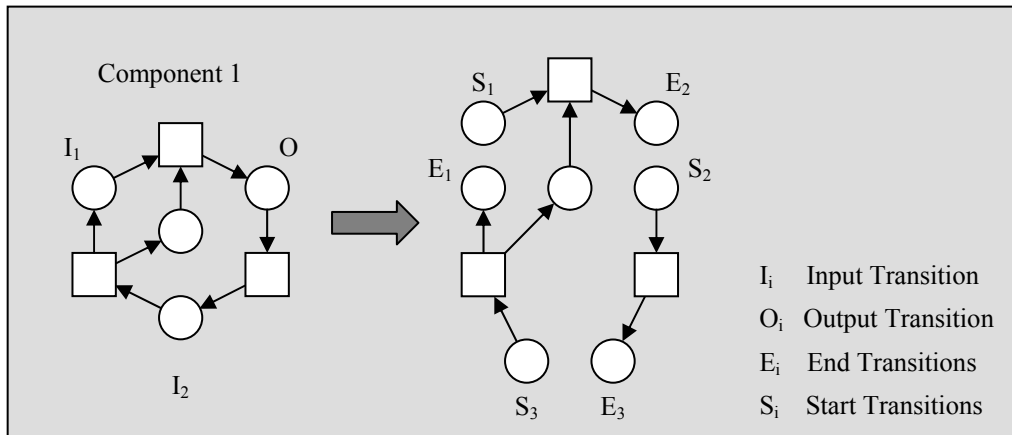 Component 1
I₁
O
I₂
S₁
E₂
E₁
S₂
S₃
E₃
Iᵢ Input Transition
Oᵢ Output Transition
Eᵢ End Transitions
Sᵢ Start Transitions